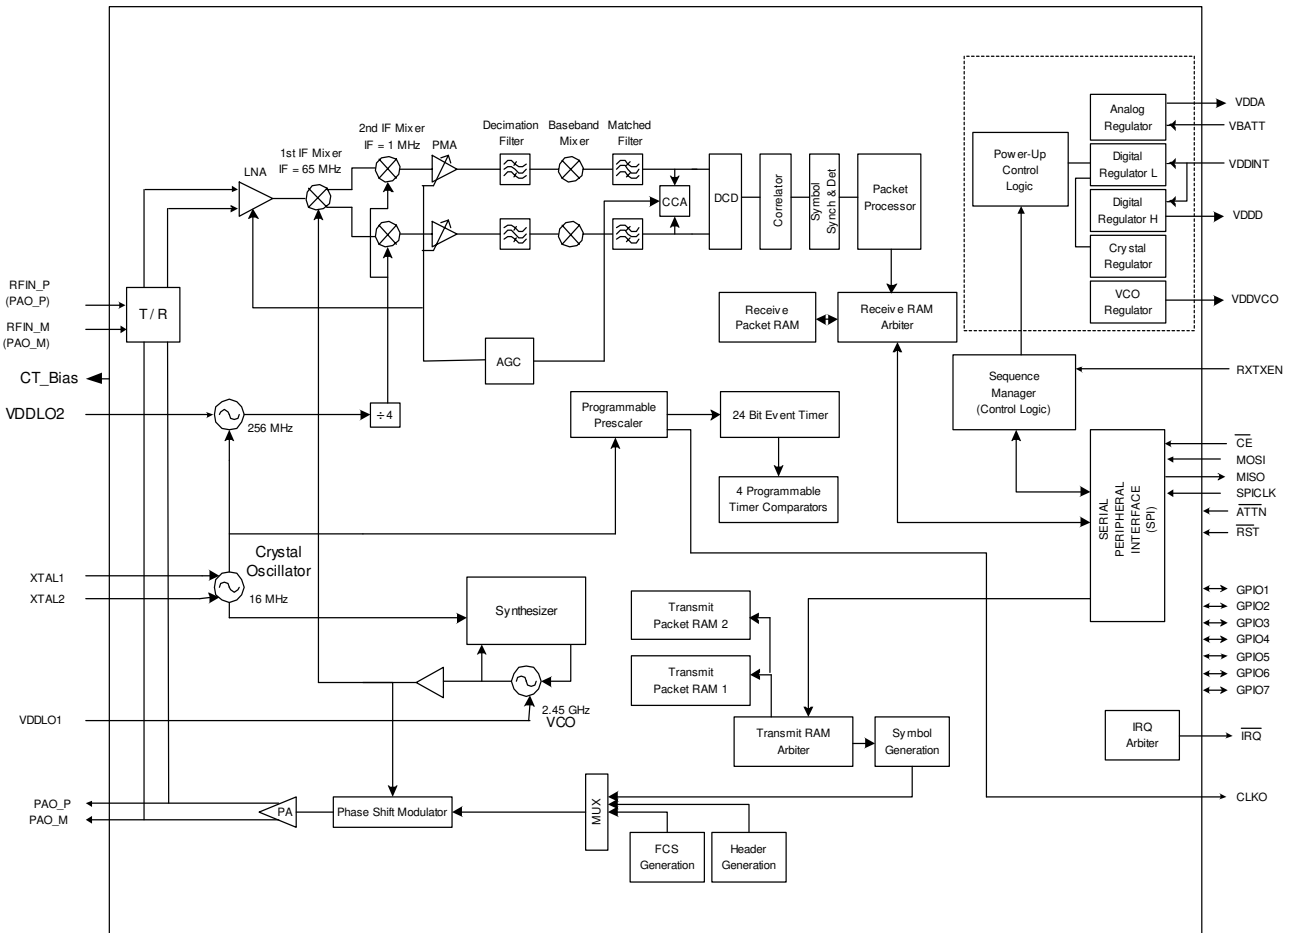 2nd IF Mixer
IF = 1 MHz
PMA
Decimation
Filter
Baseband
Mixer
Matched
Filter
1st IF Mixer
IF = 65 MHz
LNA
CCA
DCD
Correlator
Symbol
Synch & Det
Packet
Processor
Power-Up
Control
Logic
Analog
Regulator
Digital
Regulator L
Digital
Regulator H
Crystal
Regulator
VCO
Regulator
VDDA
VBATT
VDDINT
VDDD
VDDVCO
RFIN_P
(PAO_P)
RFIN_M
(PAO_M)
T / R
CT_Bias
Receive
Packet RAM
Receive RAM
Arbiter
AGC
Sequence
Manager
(Control Logic)
RXTXEN
VDDLO2
256 MHz
÷4
Programmable
Prescaler
24 Bit Event Timer
4 Programmable
Timer Comparators
SERIAL
PERIPHERAL
INTERFACE
(SPI)
CE
MOSI
MISO
SPICLK
ATTN
RST
XTAL1
XTAL2
Crystal
Oscillator
16 MHz
Synthesizer
Transmit
Packet RAM 2
Transmit
Packet RAM 1
GPIO1
GPIO2
GPIO3
GPIO4
GPIO5
GPIO6
GPIO7
VDDLO1
2.45 GHz
VCO
Transmit RAM
Arbiter
Symbol
Generation
IRQ
Arbiter
IRQ
PAO_P
PAO_M
PA
Phase Shift Modulator
MUX
FCS
Generation
Header
Generation
CLKO